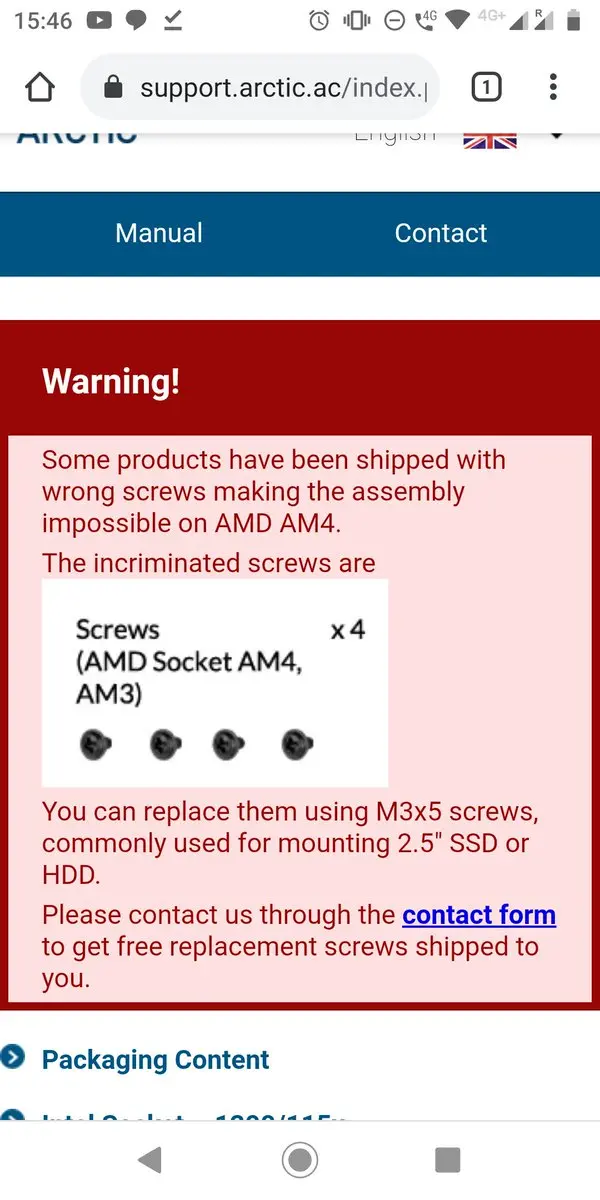 15:46
4G
4G+
R
support.arctic.ac/index.p
1
ARCTIC
English
Manual
Contact
Warning!
Some products have been shipped with
wrong screws making the assembly
impossible on AMD AM4.
The incriminated screws are
Screws x 4
(AMD Socket AM4,
AM3)
You can replace them using M3x5 screws,
commonly used for mounting 2.5" SSD or
HDD.
Please contact us through the contact form
to get free replacement screws shipped to
you.
Packaging Content
Intel Socket